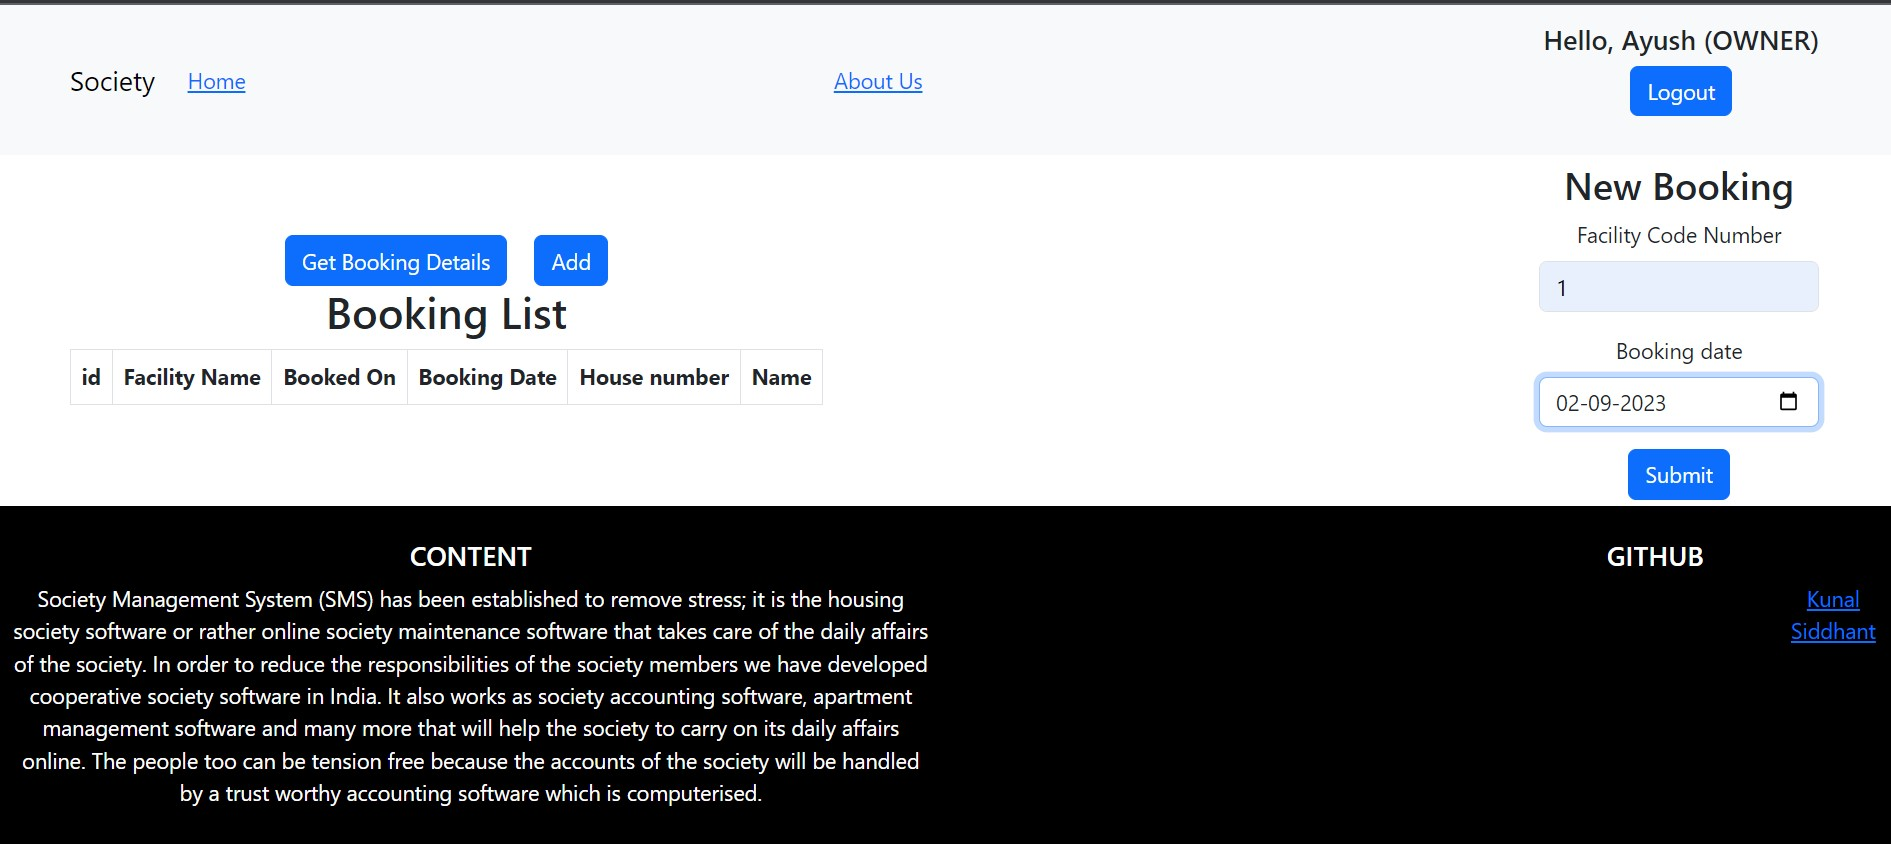 Society Home About Us Hello, Ayush (OWNER)
Logout
New Booking
Facility Code Number
1
Booking date
02-09-2023
Submit
Get Booking Details Add
Booking List
id Facility Name Booked On Booking Date House number Name
CONTENT
Society Management System (SMS) has been established to remove stress; it is the housing
society software or rather online society maintenance software that takes care of the daily affairs
of the society. In order to reduce the responsibilities of the society members we have developed
cooperative society software in India. It also works as society accounting software, apartment
management software and many more that will help the society to carry on its daily affairs
online. The people too can be tension free because the accounts of the society will be handled
by a trust worthy accounting software which is computerised.
GITHUB
Kunal
Siddhant